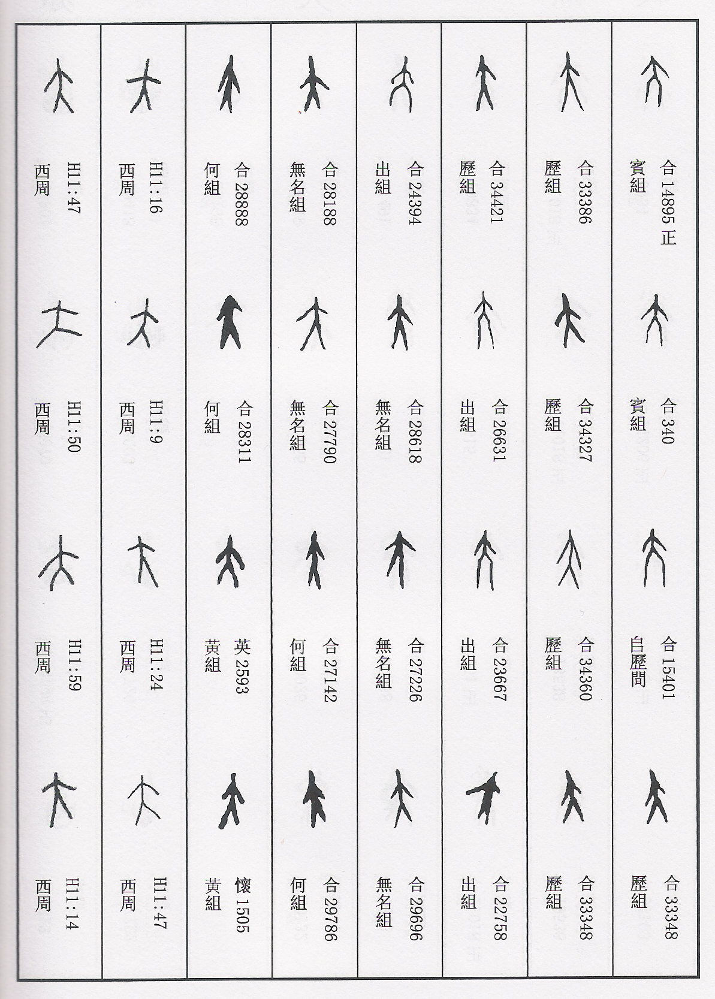 合 14895 正
賓組
合 340
賓組
合 15401
自歷間
合 33348
歷組
合 33386
歷組
合 34327
歷組
合 34360
歷組
合 33348
歷組
合 34421
歷組
合 26631
出組
合 23667
出組
合 22758
出組
合 24394
出組
合 28618
無名組
合 27226
無名組
合 29696
無名組
合 28188
無名組
合 27790
無名組
合 27142
何組
合 29786
何組
合 28888
何組
合 28311
何組
英 2593
黃組
懷 1505
黃組
H11:16
西周
H11:9
西周
H11:24
西周
H11:47
西周
H11:47
西周
H11:50
西周
H11:59
西周
H11:14
西周